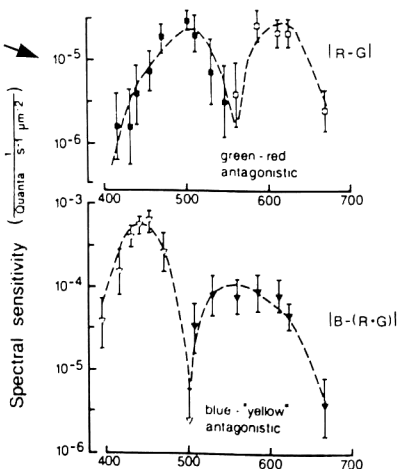 10⁻⁵
|R-G|
10⁻⁶
green-red
antagonistic
400 500 600 700
Spectral sensitivity ( 1 / Quanta s⁻¹ µm⁻² )
10⁻³
10⁻⁴
|B-(R+G)|
10⁻⁵
blue-"yellow"
antagonistic
10⁻⁶
400 500 600 700